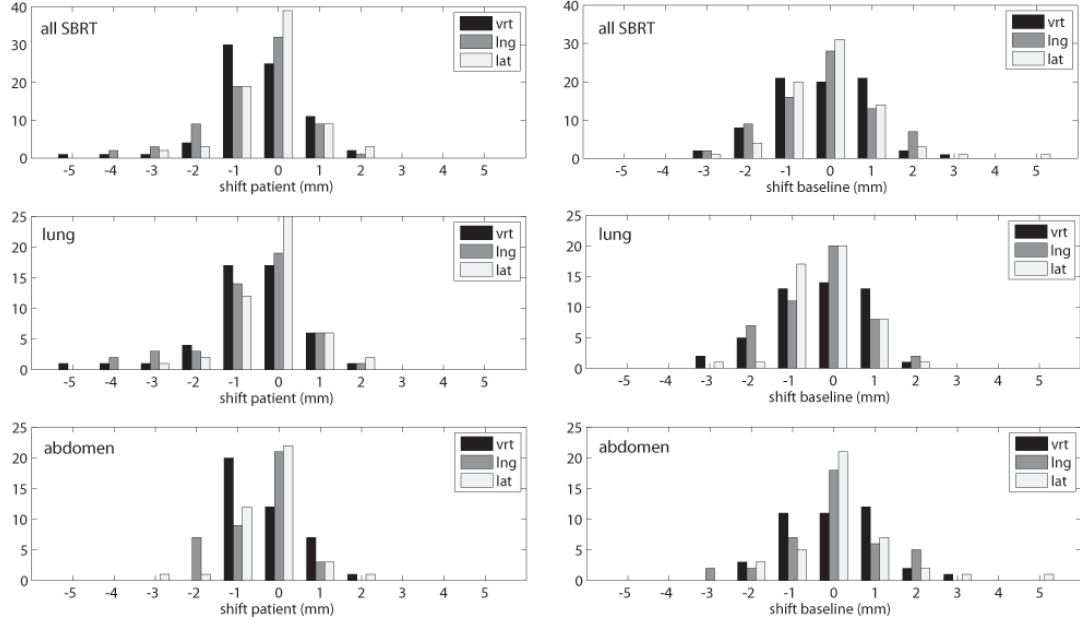 all SBRT
vrt
lng
lat
40
30
20
10
0
-5 -4 -3 -2 -1 0 1 2 3 4 5
shift patient (mm)
all SBRT
vrt
lng
lat
40
30
20
10
0
-5 -4 -3 -2 -1 0 1 2 3 4 5
shift baseline (mm)
lung
vrt
lng
lat
25
20
15
10
5
0
-5 -4 -3 -2 -1 0 1 2 3 4 5
shift patient (mm)
lung
vrt
lng
lat
25
20
15
10
5
0
-5 -4 -3 -2 -1 0 1 2 3 4 5
shift baseline (mm)
abdomen
vrt
lng
lat
25
20
15
10
5
0
-5 -4 -3 -2 -1 0 1 2 3 4 5
shift patient (mm)
abdomen
vrt
lng
lat
25
20
15
10
5
0
-5 -4 -3 -2 -1 0 1 2 3 4 5
shift baseline (mm)